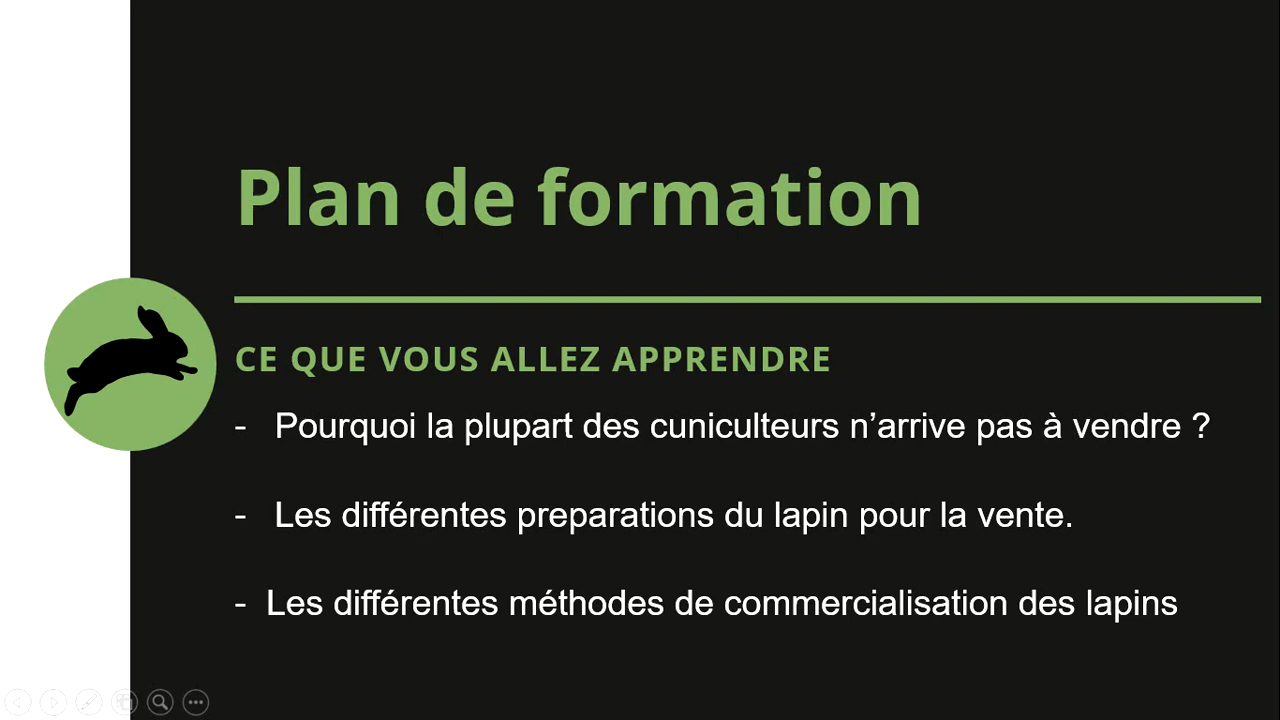 Plan de formation
CE QUE VOUS ALLEZ APPRENDRE
- Pourquoi la plupart des cuniculteurs n’arrive pas à vendre ?
- Les différentes preparations du lapin pour la vente.
- Les différentes méthodes de commercialisation des lapins